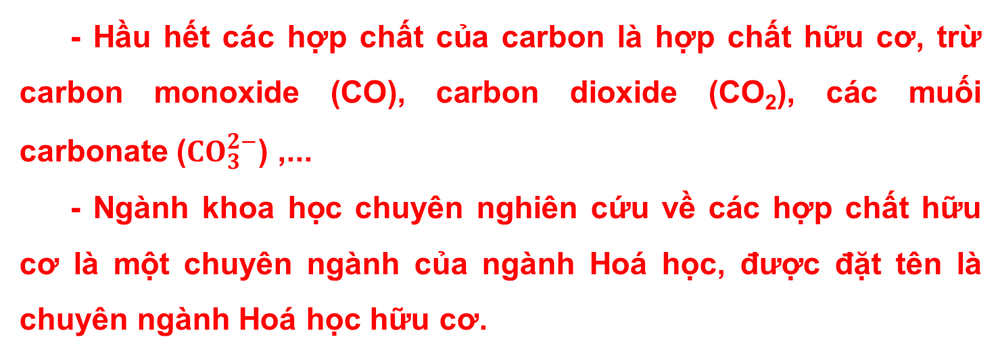 - Hầu hết các hợp chất của carbon là hợp chất hữu cơ, trừ
carbon monoxide (CO), carbon dioxide (CO₂), các muối
carbonate (CO₃²⁻) ,...
- Ngành khoa học chuyên nghiên cứu về các hợp chất hữu
cơ là một chuyên ngành của ngành Hoá học, được đặt tên là
chuyên ngành Hoá học hữu cơ.